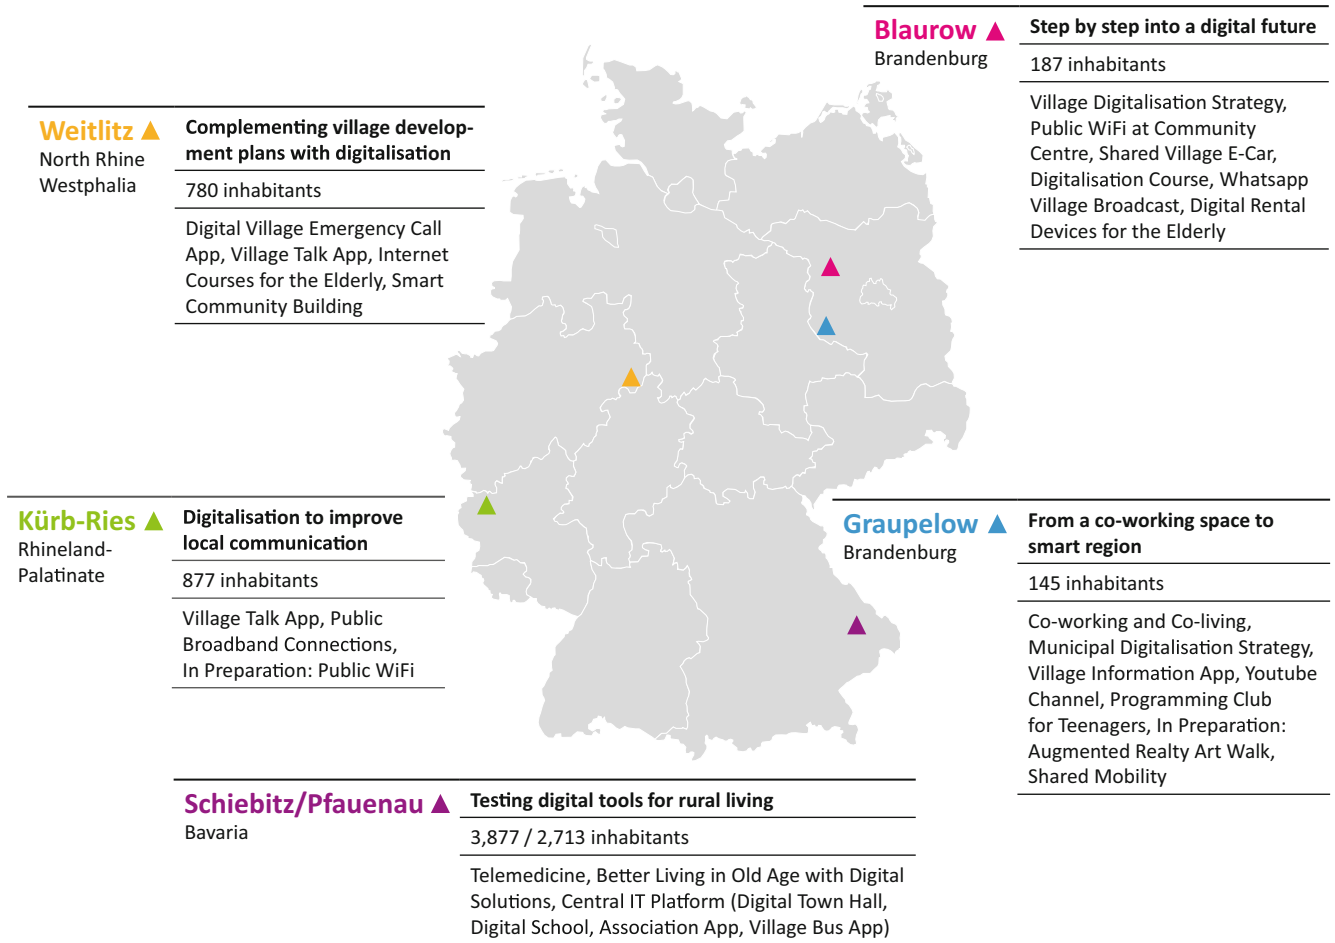 Blaurow
Brandenburg
Step by step into a digital future
187 inhabitants
Village Digitalisation Strategy,
Public WiFi at Community
Centre, Shared Village E-Car,
Digitalisation Course, Whatsapp
Village Broadcast, Digital Rental
Devices for the Elderly
Weitlitz
North Rhine
Westphalia
Complementing village develop-
ment plans with digitalisation
780 inhabitants
Digital Village Emergency Call
App, Village Talk App, Internet
Courses for the Elderly, Smart
Community Building
Kürb-Ries
Rhineland-
Palatinate
Digitalisation to improve
local communication
877 inhabitants
Village Talk App, Public
Broadband Connections,
In Preparation: Public WiFi
Graupelow
Brandenburg
From a co-working space to
smart region
145 inhabitants
Co-working and Co-living,
Municipal Digitalisation Strategy,
Village Information App, Youtube
Channel, Programming Club
for Teenagers, In Preparation:
Augmented Realty Art Walk,
Shared Mobility
Schiebitz/Pfauenau
Bavaria
Testing digital tools for rural living
3,877 / 2,713 inhabitants
Telemedicine, Better Living in Old Age with Digital
Solutions, Central IT Platform (Digital Town Hall,
Digital School, Association App, Village Bus App)